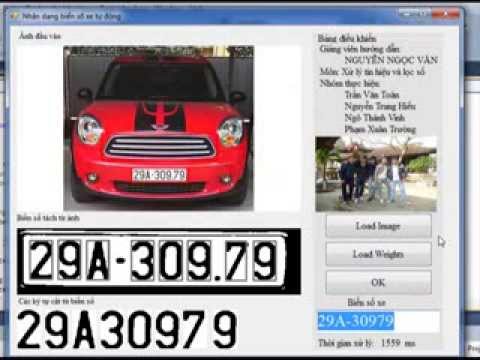 Nhận dạng biển số xe tự động
Ảnh đầu vào
29A-309.79
Biển số tách từ ảnh
29A-309.79
Các ký tự cắt từ biển số
29A30979
Bảng điều khiển
Giảng viên hướng dẫn:
NGUYỄN NGỌC VĂN
Môn: Xử lý tín hiệu và lọc số
Nhóm thực hiện:
Trần Văn Toàn
Nguyễn Trung Hiếu
Ngô Thành Vinh
Phạm Xuân Trường
Load Image
Load Weights
OK
Biển số xe
29A-30979
Thời gian xử lý: 1559 ms
Proj